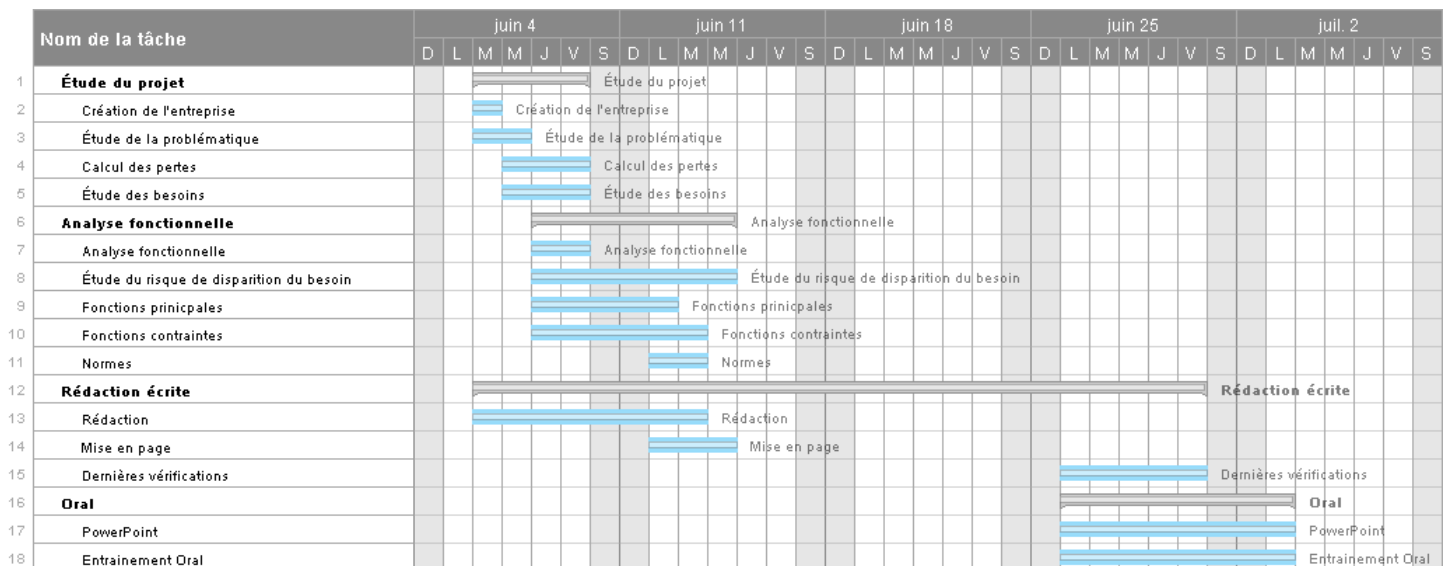 Nom de la tâche
juin 4 juin 11 juin 18 juin 25 juil. 2
D L M M J V S D L M M J V S D L M M J V S D L M M J V S D L M M J V S
1 Étude du projet Étude du projet
2 Création de l'entreprise Création de l'entreprise
3 Étude de la problématique Étude de la problématique
4 Calcul des pertes Calcul des pertes
5 Étude des besoins Étude des besoins
6 Analyse fonctionnelle Analyse fonctionnelle
7 Analyse fonctionnelle Analyse fonctionnelle
8 Étude du risque de disparition du besoin Étude du risque de disparition du besoin
9 Fonctions prinicpales Fonctions prinicpales
10 Fonctions contraintes Fonctions contraintes
11 Normes Normes
12 Rédaction écrite Rédaction écrite
13 Rédaction Rédaction
14 Mise en page Mise en page
15 Dernières vérifications Dernières vérifications
16 Oral Oral
17 PowerPoint PowerPoint
18 Entrainement Oral Entrainement Oral